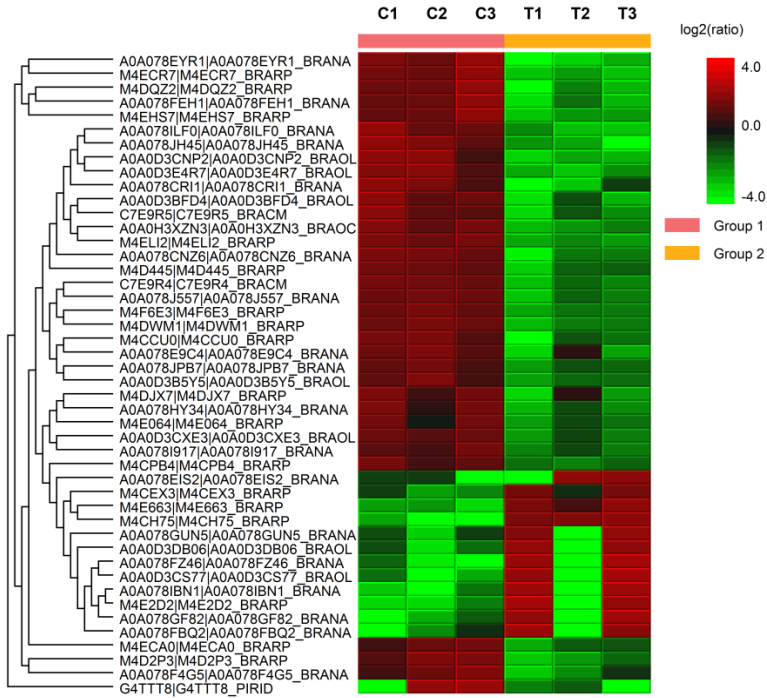 C1 C2 C3 T1 T2 T3
log2(ratio)
4.0
0.0
-4.0
Group 1
Group 2
A0A078EYR1|A0A078EYR1_BRANA
M4ECR7|M4ECR7_BRARP
M4DQZ2|M4DQZ2_BRARP
A0A078FEH1|A0A078FEH1_BRANA
M4EHS7|M4EHS7_BRARP
A0A078ILF0|A0A078ILF0_BRANA
A0A078JH45|A0A078JH45_BRANA
A0A0D3CNP2|A0A0D3CNP2_BRAOL
A0A0D3E4R7|A0A0D3E4R7_BRAOL
A0A078CRI1|A0A078CRI1_BRANA
A0A0D3BFD4|A0A0D3BFD4_BRAOL
C7E9R5|C7E9R5_BRACM
A0A0H3XZN3|A0A0H3XZN3_BRAOC
M4ELI2|M4ELI2_BRARP
A0A078CNZ6|A0A078CNZ6_BRANA
M4D445|M4D445_BRARP
C7E9R4|C7E9R4_BRACM
A0A078J557|A0A078J557_BRANA
M4F6E3|M4F6E3_BRARP
M4DWM1|M4DWM1_BRARP
M4CCU0|M4CCU0_BRARP
A0A078E9C4|A0A078E9C4_BRANA
A0A078JPB7|A0A078JPB7_BRANA
A0A0D3B5Y5|A0A0D3B5Y5_BRAOL
M4DJX7|M4DJX7_BRARP
A0A078HY34|A0A078HY34_BRANA
M4E064|M4E064_BRARP
A0A0D3CXE3|A0A0D3CXE3_BRAOL
A0A078I917|A0A078I917_BRANA
M4CPB4|M4CPB4_BRARP
A0A078EIS2|A0A078EIS2_BRANA
M4CEX3|M4CEX3_BRARP
M4E663|M4E663_BRARP
M4CH75|M4CH75_BRARP
A0A078GUN5|A0A078GUN5_BRANA
A0A0D3DB06|A0A0D3DB06_BRAOL
A0A078FZ46|A0A078FZ46_BRANA
A0A0D3CS77|A0A0D3CS77_BRAOL
A0A078IBN1|A0A078IBN1_BRANA
M4E2D2|M4E2D2_BRARP
A0A078GF82|A0A078GF82_BRANA
A0A078FBQ2|A0A078FBQ2_BRANA
M4ECA0|M4ECA0_BRARP
M4D2P3|M4D2P3_BRARP
A0A078F4G5|A0A078F4G5_BRANA
G4TTT8|G4TTT8_PIRID